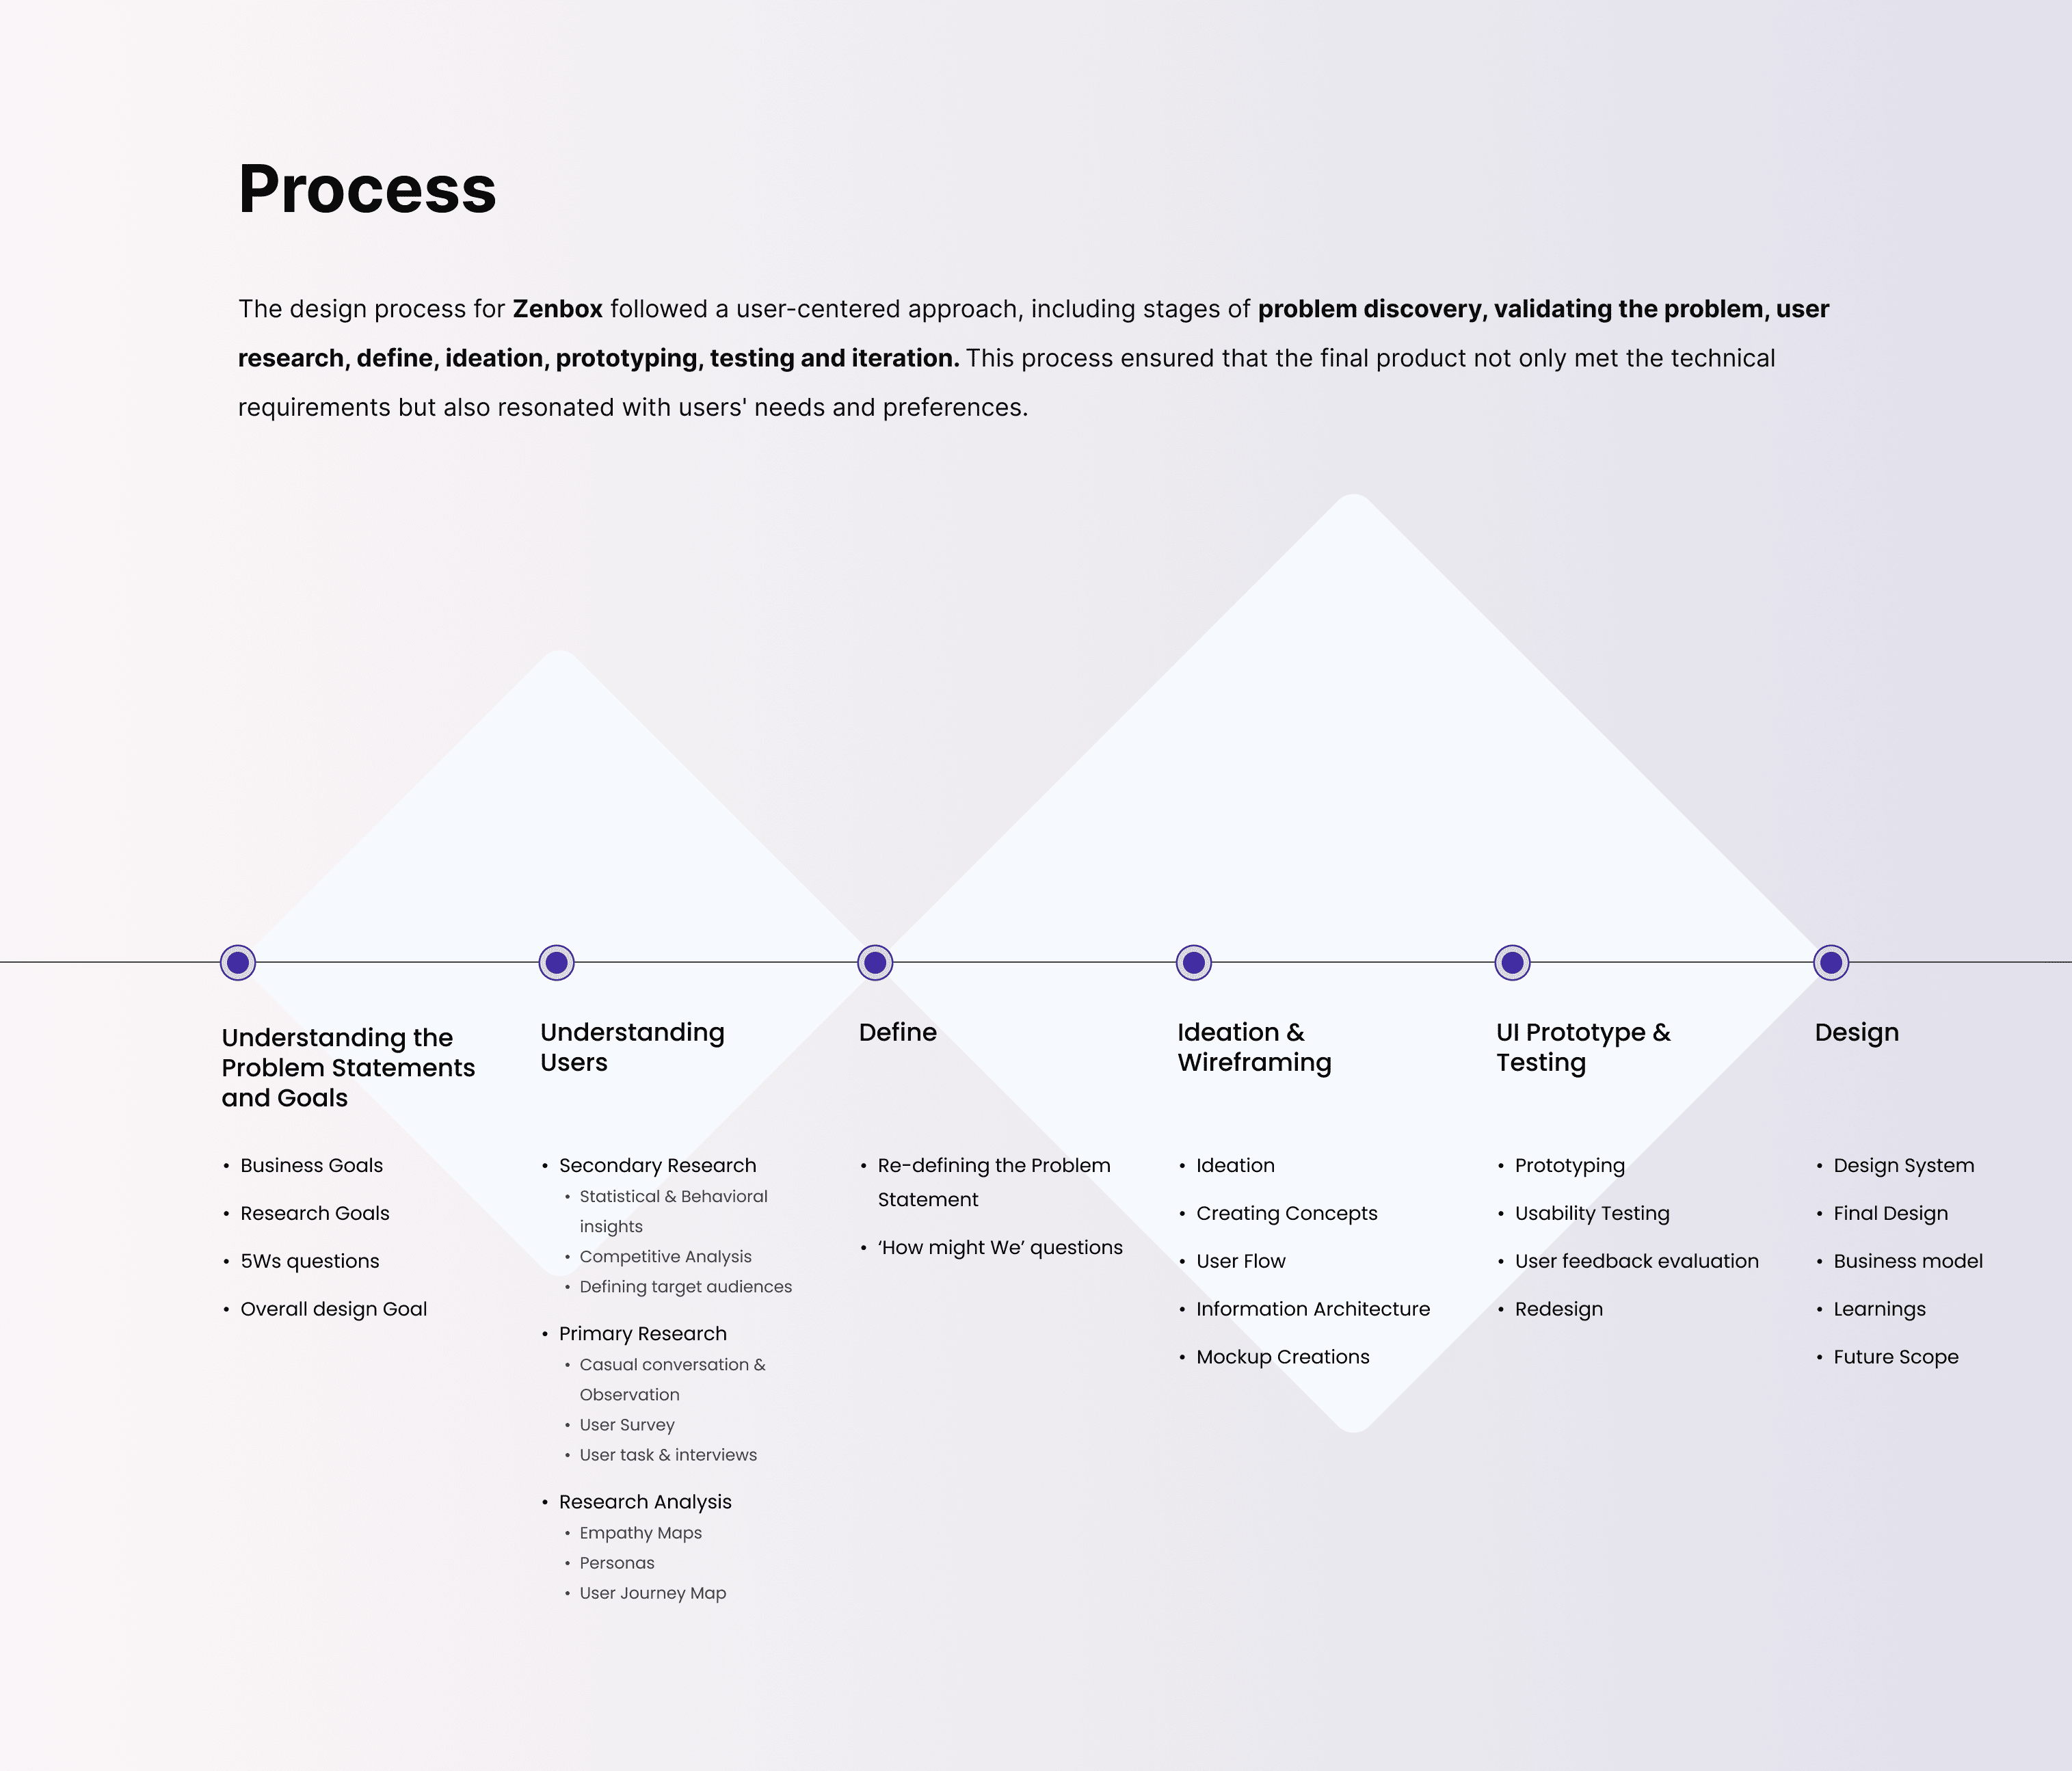 Process
The design process for Zenbox followed a user-centered approach, including stages of problem discovery, validating the problem, user
research, define, ideation, prototyping, testing and iteration. This process ensured that the final product not only met the technical
requirements but also resonated with users' needs and preferences.
Understanding the
Problem Statements
and Goals
• Business Goals
• Research Goals
• 5Ws questions
• Overall design Goal
Understanding
Users
• Secondary Research
• Statistical & Behavioral
insights
• Competitive Analysis
• Defining target audiences
• Primary Research
• Casual conversation &
Observation
• User Survey
• User task & interviews
• Research Analysis
• Empathy Maps
• Personas
• User Journey Map
Define
• Re-defining the Problem
Statement
• ‘How might We’ questions
Ideation &
Wireframing
• Ideation
• Creating Concepts
• User Flow
• Information Architecture
• Mockup Creations
UI Prototype &
Testing
• Prototyping
• Usability Testing
• User feedback evaluation
• Redesign
Design
• Design System
• Final Design
• Business model
• Learnings
• Future Scope